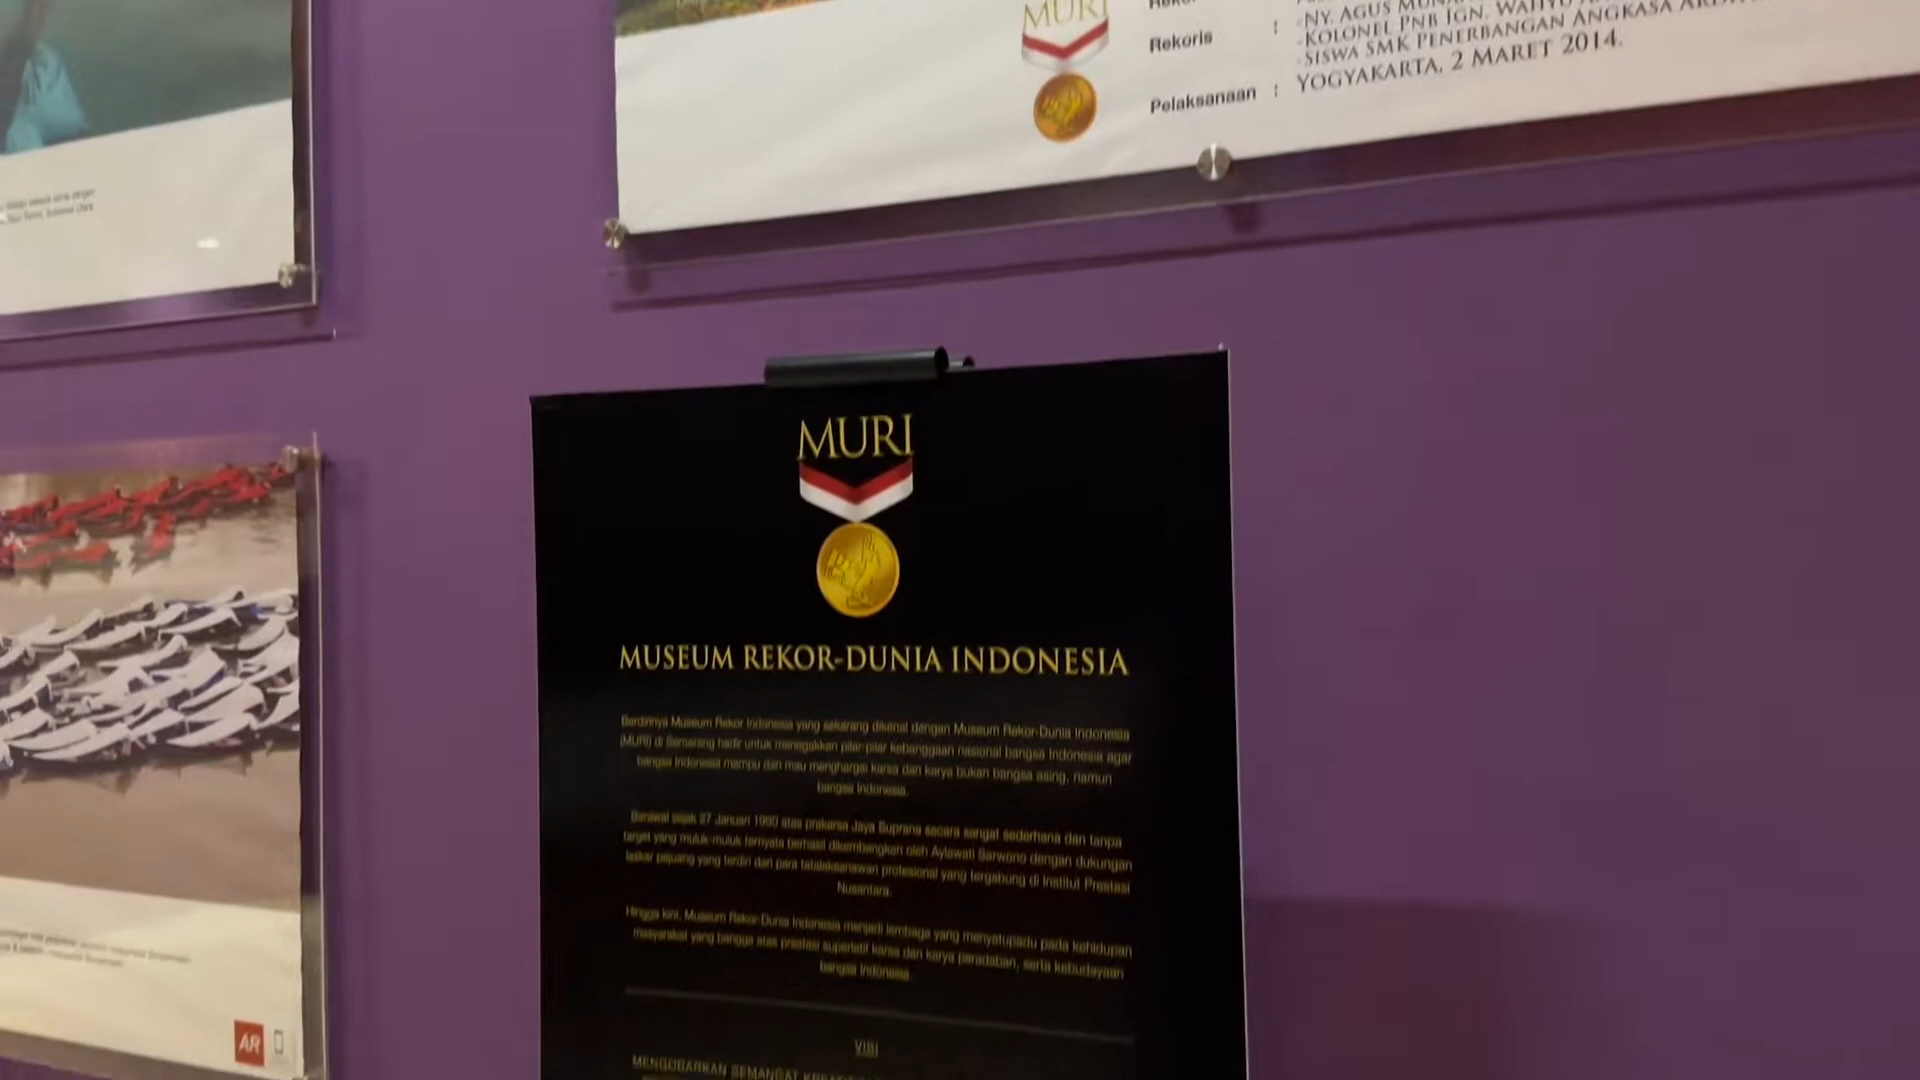 MURI
Rekoris : -NY. AGUS
-KOLONEL PNB IGN. WAHYU
-SISWA SMK PENERBANGAN ANGKASA
Pelaksanaan : YOGYAKARTA, 2 MARET 2014.
MURI
MUSEUM REKOR-DUNIA INDONESIA
Berdirinya Museum Rekor Indonesia yang sekarang dikenal dengan Museum Rekor-Dunia Indonesia
(MURI) di Semarang hadir untuk menegakkan pilar-pilar kebanggaan nasional bangsa Indonesia agar
bangsa Indonesia mampu dan mau menghargai karsa dan karya bukan bangsa asing, namun
bangsa Indonesia.
Berawal sejak 27 Januari 1990 atas prakarsa Jaya Suprana secara sangat sederhana dan tanpa
target yang muluk-muluk ternyata berhasil dikembangkan oleh Aylawati Sarwono dengan dukungan
laskar pejuang yang terdiri dari para tatalaksanawan profesional yang tergabung di Institut Prestasi
Nusantara.
Hingga kini, Museum Rekor-Dunia Indonesia menjadi lembaga yang menyatupadu pada kehidupan
masyarakat yang bangga atas prestasi superlatif karsa dan karya peradaban, serta kebudayaan
bangsa Indonesia.
VISI
MENGOBARKAN SEMANGAT
AR